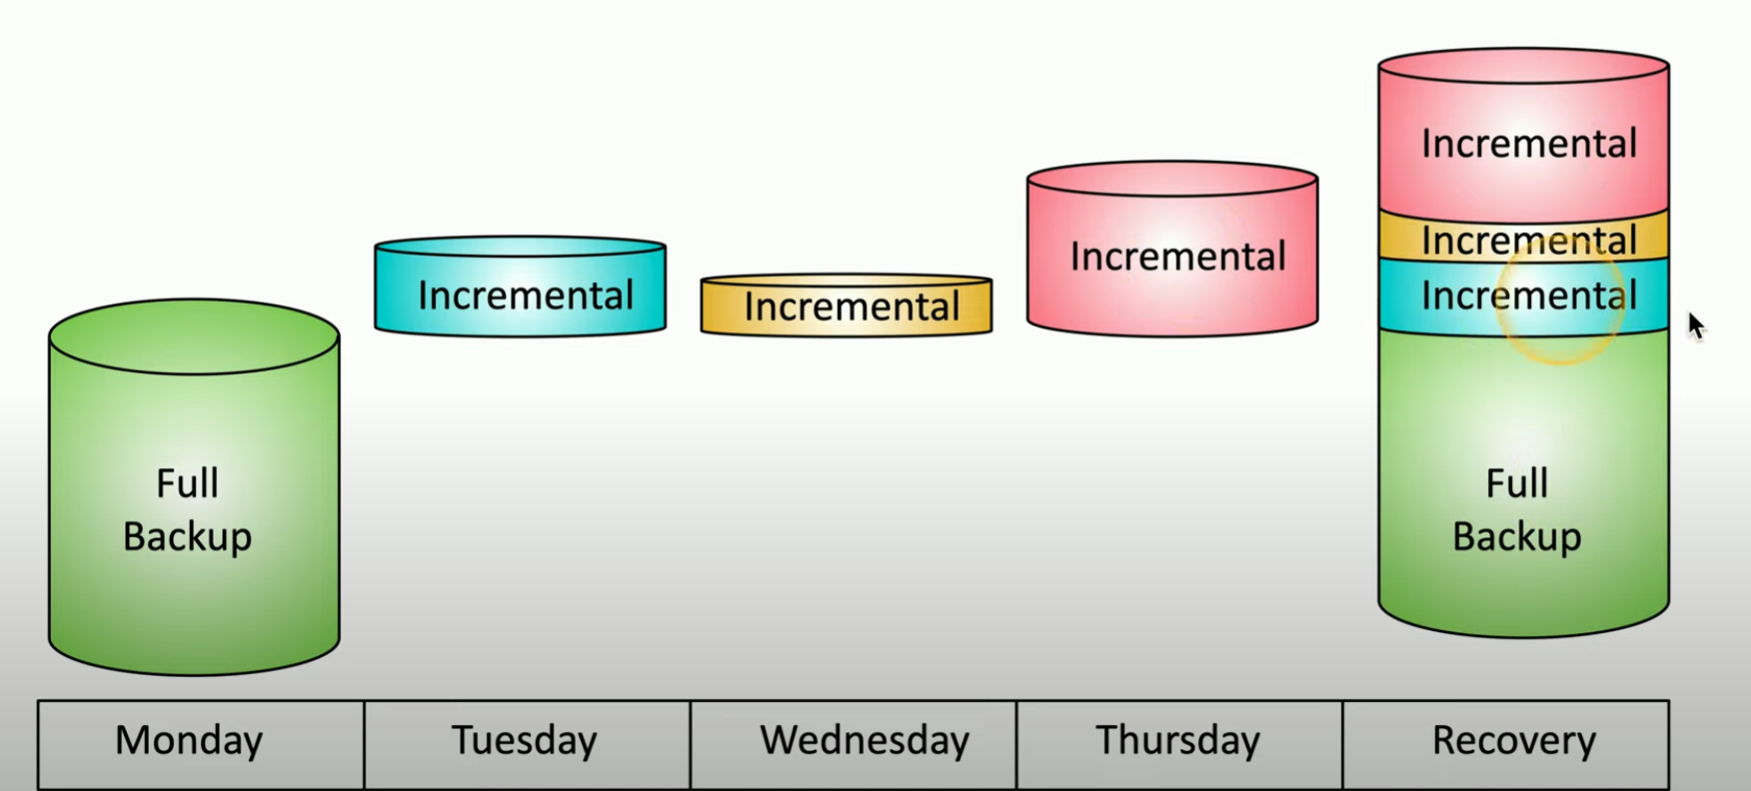 Incremental
Incremental
Incremental
Incremental
Incremental
Incremental
Full
Backup
Full
Backup
Monday
Tuesday
Wednesday
Thursday
Recovery